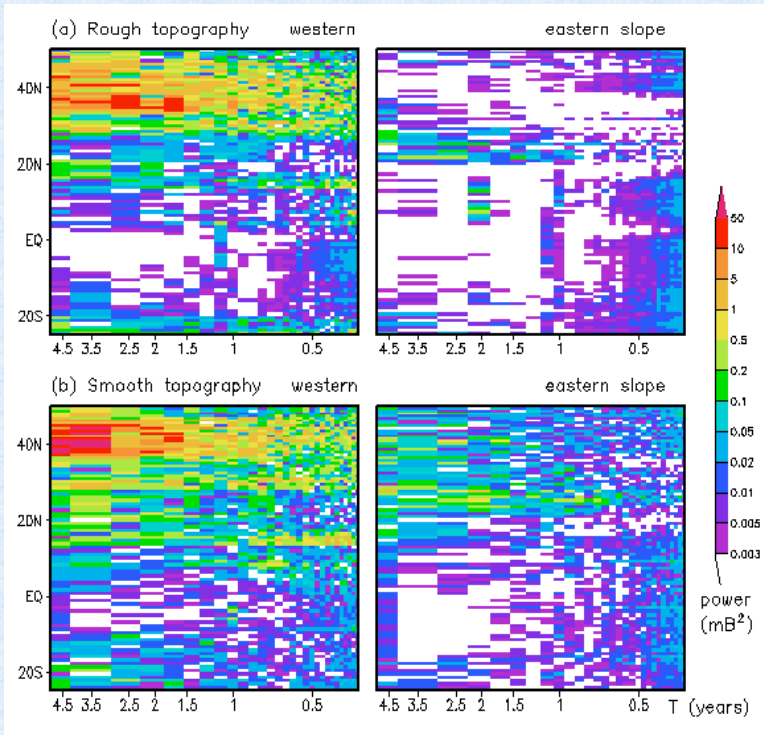 (a) Rough topography western
eastern slope
40N
20N
EQ
20S
4.5 3.5 2.5 2 1.5 1 0.5
4.5 3.5 2.5 2 1.5 1 0.5
(b) Smooth topography western
eastern slope
40N
20N
EQ
20S
4.5 3.5 2.5 2 1.5 1 0.5
4.5 3.5 2.5 2 1.5 1 0.5
T (years)
50
10
5
1
0.5
0.2
0.1
0.05
0.02
0.01
0.005
0.003
power
(mB²)